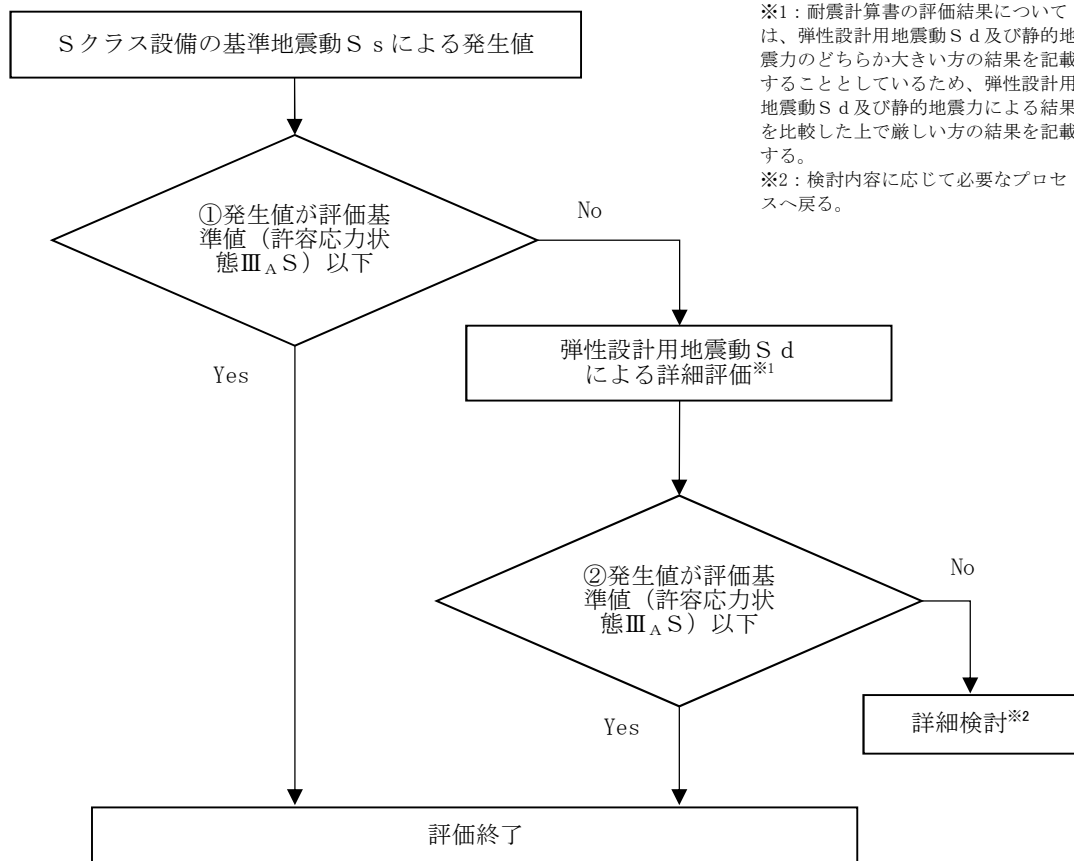 Ｓクラス設備の基準地震動Ｓｓによる発生値
※1：耐震計算書の評価結果について
は、弾性設計用地震動Ｓｄ及び静的地
震力のどちらか大きい方の結果を記載
することとしているため、弾性設計用
地震動Ｓｄ及び静的地震力による結果
を比較した上で厳しい方の結果を記載
する。
※2：検討内容に応じて必要なプロセ
スへ戻る。
①発生値が評価基
準値（許容応力状
態ⅢAＳ）以下
No
Yes
弾性設計用地震動Ｓｄ
による詳細評価※1
②発生値が評価基
準値（許容応力状
態ⅢAＳ）以下
No
Yes
詳細検討※2
評価終了